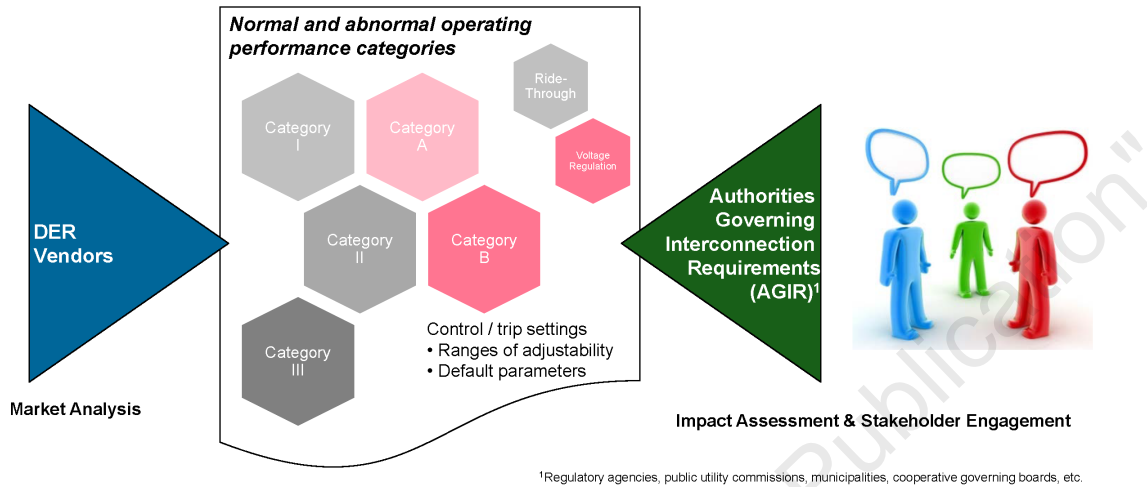 Normal and abnormal operating
performance categories
Ride-
Through
Category
I
Category
A
Voltage
Regulation
DER
Vendors
Category
II
Category
B
Authorities
Governing
Interconnection
Requirements
(AGIR)¹
Category
III
Control / trip settings
• Ranges of adjustability
• Default parameters
Market Analysis
Impact Assessment & Stakeholder Engagement
¹Regulatory agencies, public utility commissions, municipalities, cooperative governing boards, etc.
Publication"